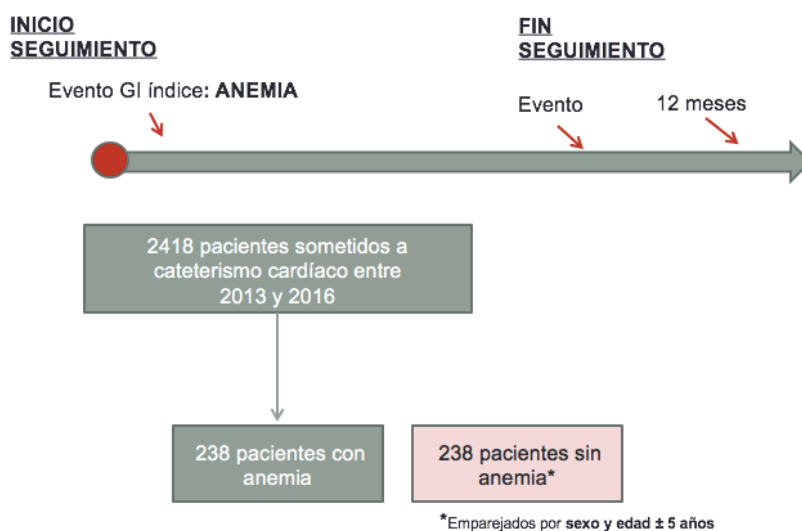 INICIO
SEGUIMIENTO
FIN
SEGUIMIENTO
Evento GI índice: ANEMIA
Evento
12 meses
2418 pacientes sometidos a
cateterismo cardíaco entre
2013 y 2016
238 pacientes con
anemia
238 pacientes sin
anemia*
*Emparejados por sexo y edad ± 5 años